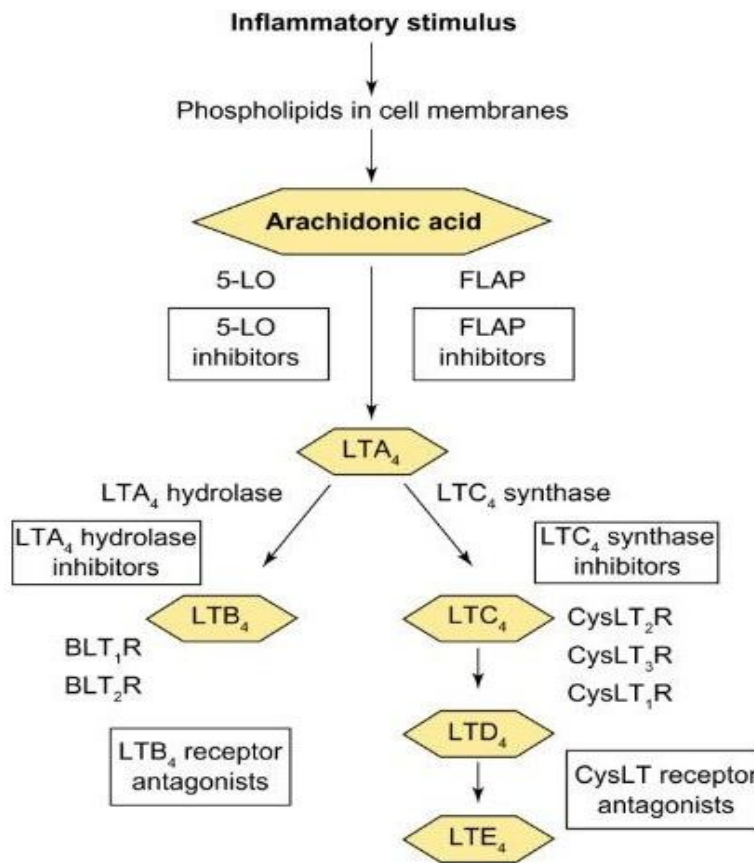 Inflammatory stimulus
Phospholipids in cell membranes
Arachidonic acid
5-LO
FLAP
5-LO
inhibitors
FLAP
inhibitors
LTA₄
LTA₄ hydrolase
LTC₄ synthase
LTA₄ hydrolase
inhibitors
LTC₄ synthase
inhibitors
LTB₄
LTC₄
BLT₁R
BLT₂R
CysLT₂R
CysLT₃R
CysLT₁R
LTB₄ receptor
antagonists
LTD₄
CysLT receptor
antagonists
LTE₄